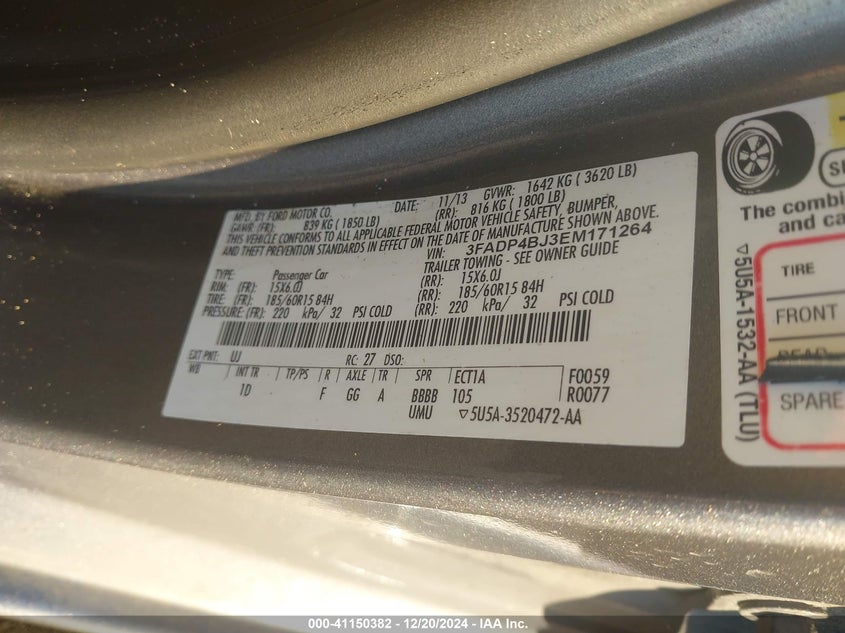 MFD. BY FORD MOTOR CO. DATE: 11/13 GVWR: 1642 KG ( 3620 LB)
GAWR: (FR): 839 KG ( 1850 LB) (RR): 816 KG ( 1800 LB)
THIS VEHICLE CONFORMS TO ALL APPLICABLE FEDERAL MOTOR VEHICLE SAFETY, BUMPER,
AND THEFT PREVENTION STANDARDS IN EFFECT ON THE DATE OF MANUFACTURE SHOWN ABOVE.
VIN: 3FADP4BJ3EM171264
TYPE: Passenger Car TRAILER TOWING - SEE OWNER GUIDE
RIM: (FR): 15X6.0J (RR): 15X6.0J
TIRE: (FR): 185/60R15 84H (RR): 185/60R15 84H
PRESSURE: (FR): 220 kPa/ 32 PSI COLD (RR): 220 kPa/ 32 PSI COLD
EXT PNT: UJ RC: 27 DSO:
WB INT TR TP/PS R AXLE TR SPR ECT1A F0059
1D F GG A BBBB 105 R0077
UMU ▽5U5A-3520472-AA
The combi
and ca
TIRE
FRONT
REAR
SPARE
▽5U5A-1532-AA (TLU)
000-41150382 - 12/20/2024 - IAA Inc.